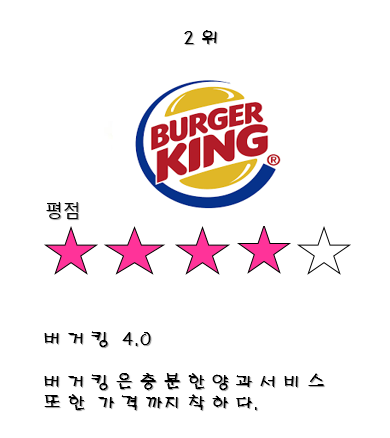 2위
BURGER
KING®
평점
버거킹 4.0
버거킹은충분한양과서비스
또한 가격까지착하다.